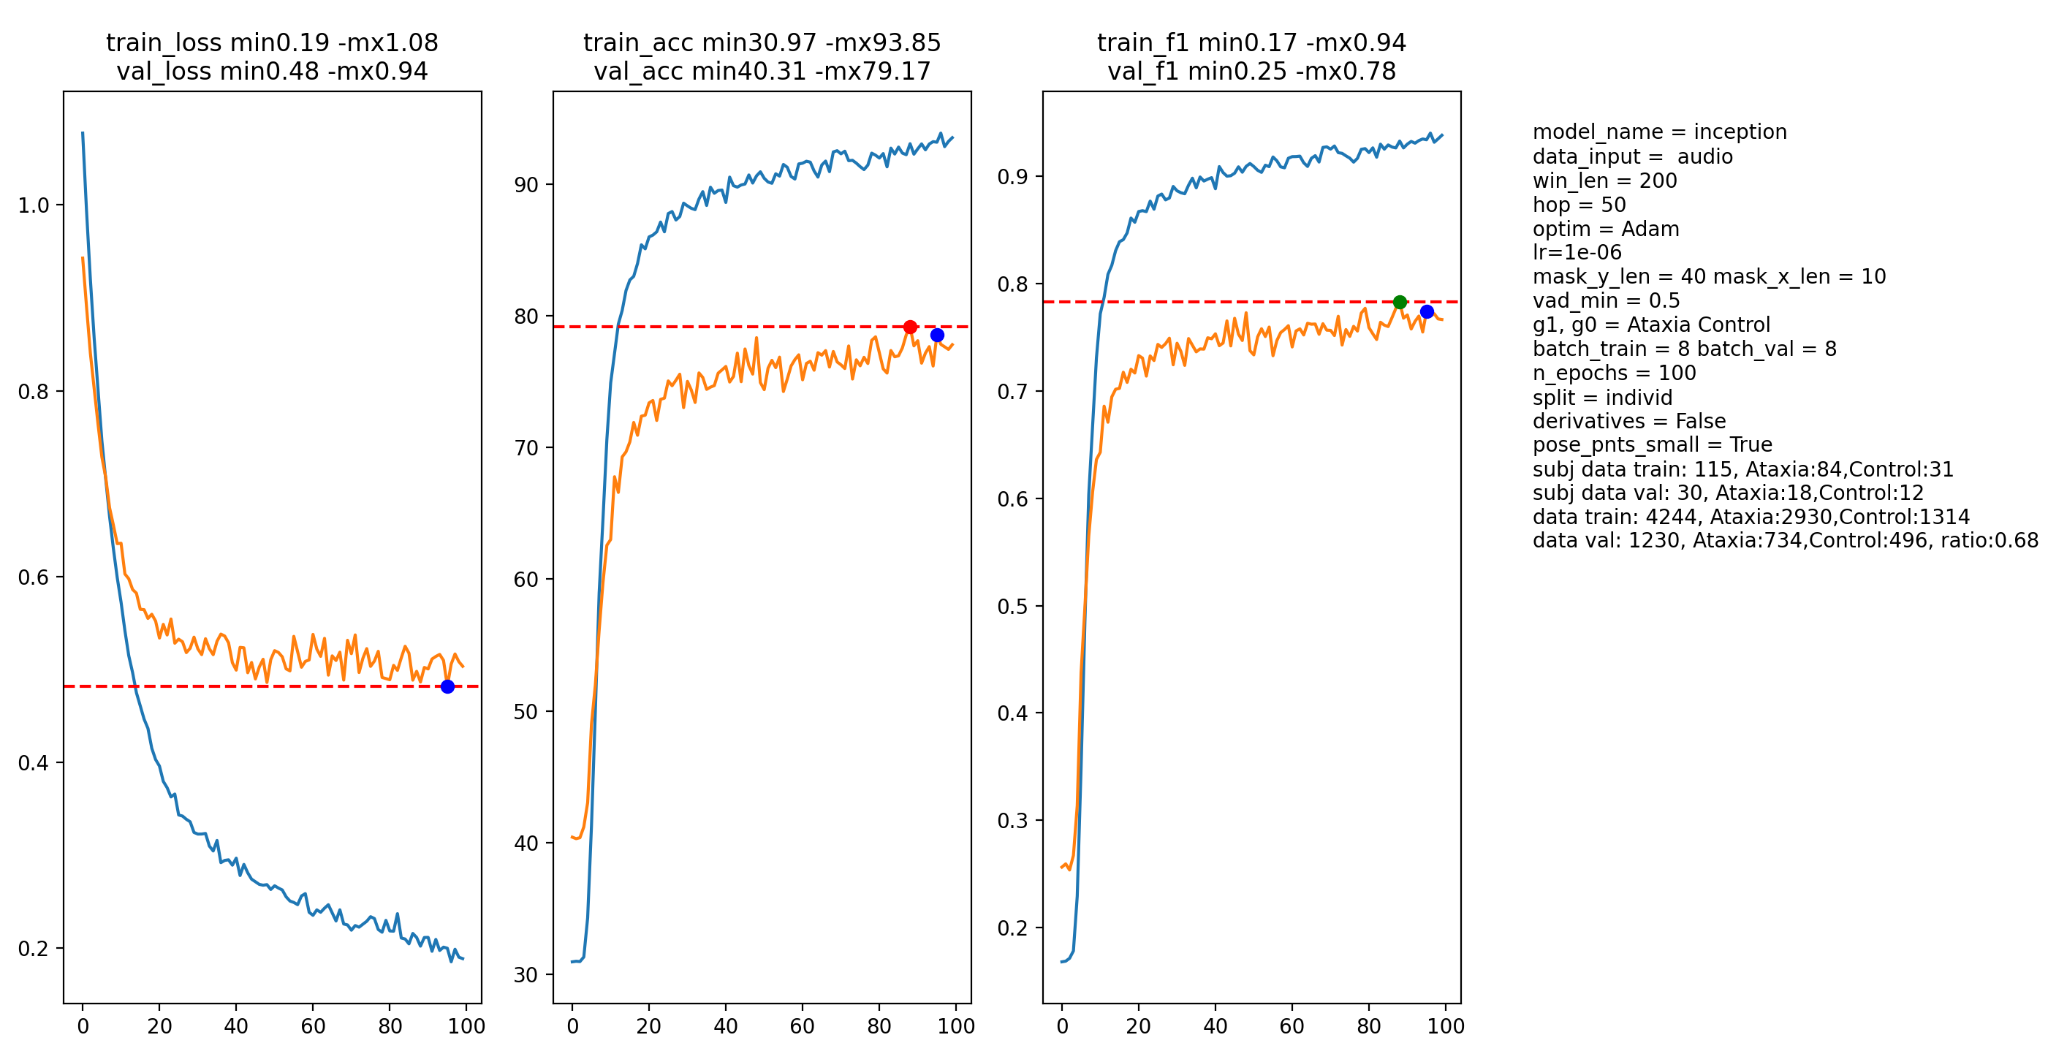 train_loss min0.19 -mx1.08
val_loss min0.48 -mx0.94
1.0
0.8
0.6
0.4
0.2
0 20 40 60 80 100
train_acc min30.97 -mx93.85
val_acc min40.31 -mx79.17
90
80
70
60
50
40
30
0 20 40 60 80 100
train_f1 min0.17 -mx0.94
val_f1 min0.25 -mx0.78
0.9
0.8
0.7
0.6
0.5
0.4
0.3
0.2
0 20 40 60 80 100
model_name = inception
data_input =  audio
win_len = 200
hop = 50
optim = Adam
lr=1e-06
mask_y_len = 40 mask_x_len = 10
vad_min = 0.5
g1, g0 = Ataxia Control
batch_train = 8 batch_val = 8
n_epochs = 100
split = individ
derivatives = False
pose_pnts_small = True
subj data train: 115, Ataxia:84,Control:31
subj data val: 30, Ataxia:18,Control:12
data train: 4244, Ataxia:2930,Control:1314
data val: 1230, Ataxia:734,Control:496, ratio:0.68